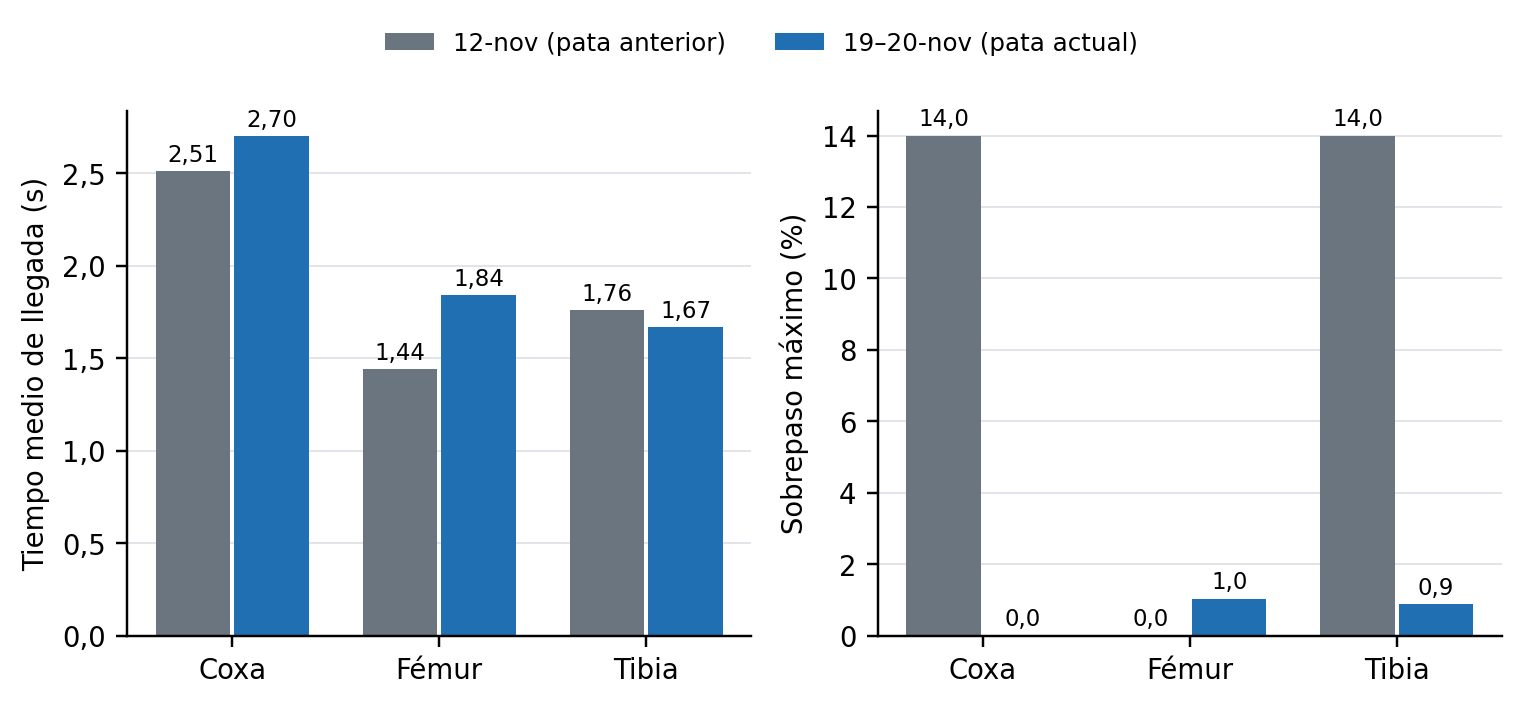 12-nov (pata anterior)
19–20-nov (pata actual)
Tiempo medio de llegada (s)
2,5
2,0
1,5
1,0
0,5
0,0
2,51
2,70
1,44
1,84
1,76
1,67
Coxa
Fémur
Tibia
Sobrepaso máximo (%)
14
12
10
8
6
4
2
0
14,0
0,0
0,0
1,0
14,0
0,9
Coxa
Fémur
Tibia